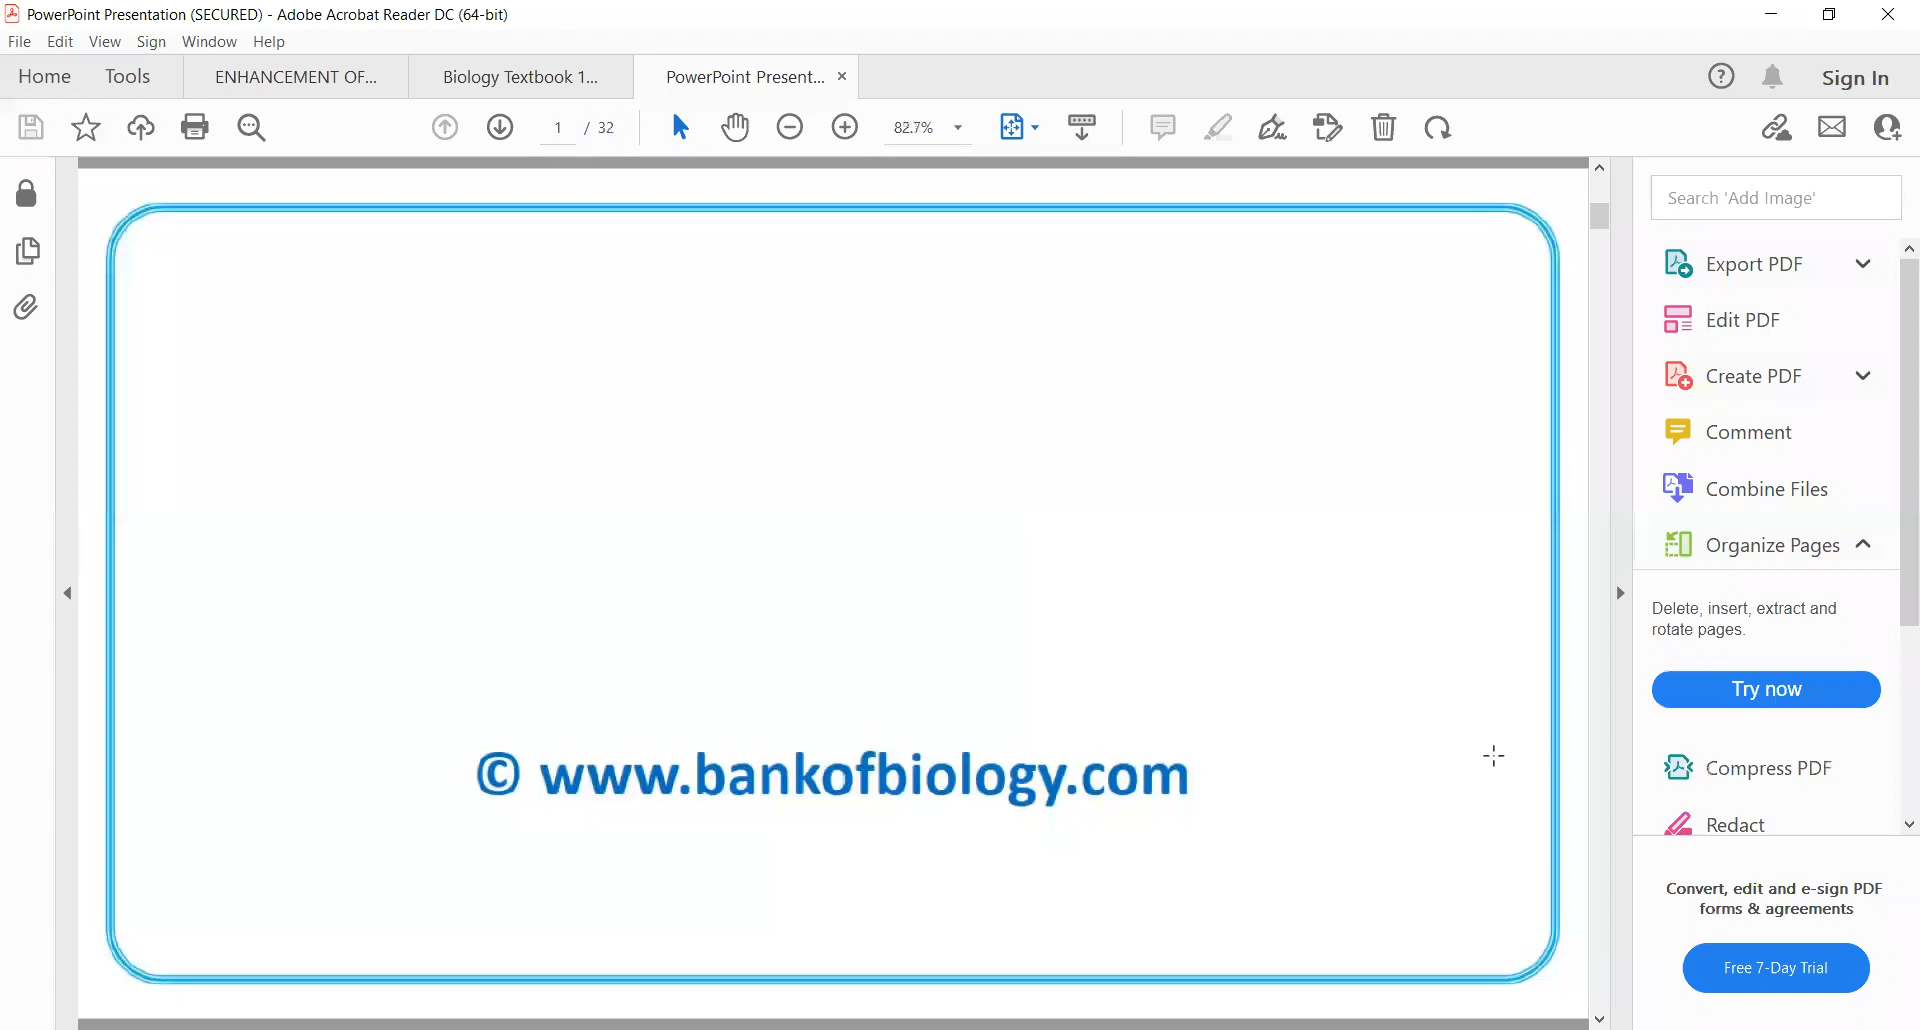 PowerPoint Presentation (SECURED) - Adobe Acrobat Reader DC (64-bit)
File Edit View Sign Window Help
Home Tools ENHANCEMENT OF... Biology Textbook 1... PowerPoint Present... Sign In
1 / 32 82.7%
Search 'Add Image'
Export PDF
Edit PDF
Create PDF
Comment
Combine Files
Organize Pages
Delete, insert, extract and
rotate pages.
Try now
© www.bankofbiology.com
Compress PDF
Redact
Convert, edit and e-sign PDF
forms & agreements
Free 7-Day Trial